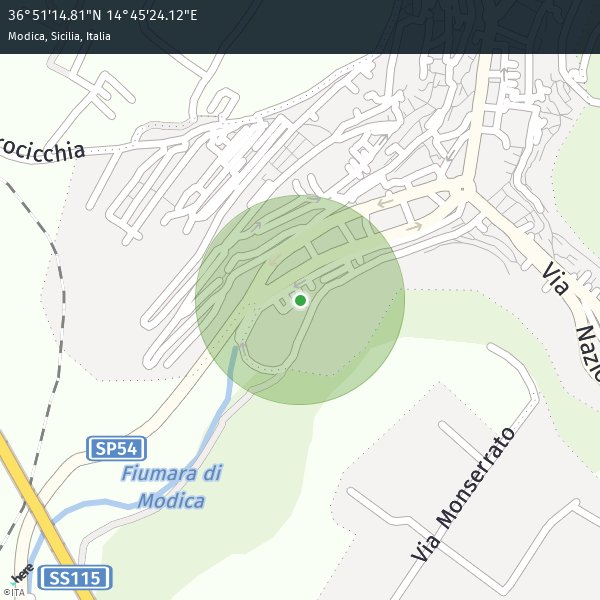 36°51'14.81"N 14°45'24.12"E
Modica, Sicilia, Italia
rocicchia
Via
Nazio
SP54
Fiumara di
Modica
Via Monserrato
here
SS115
©ITA